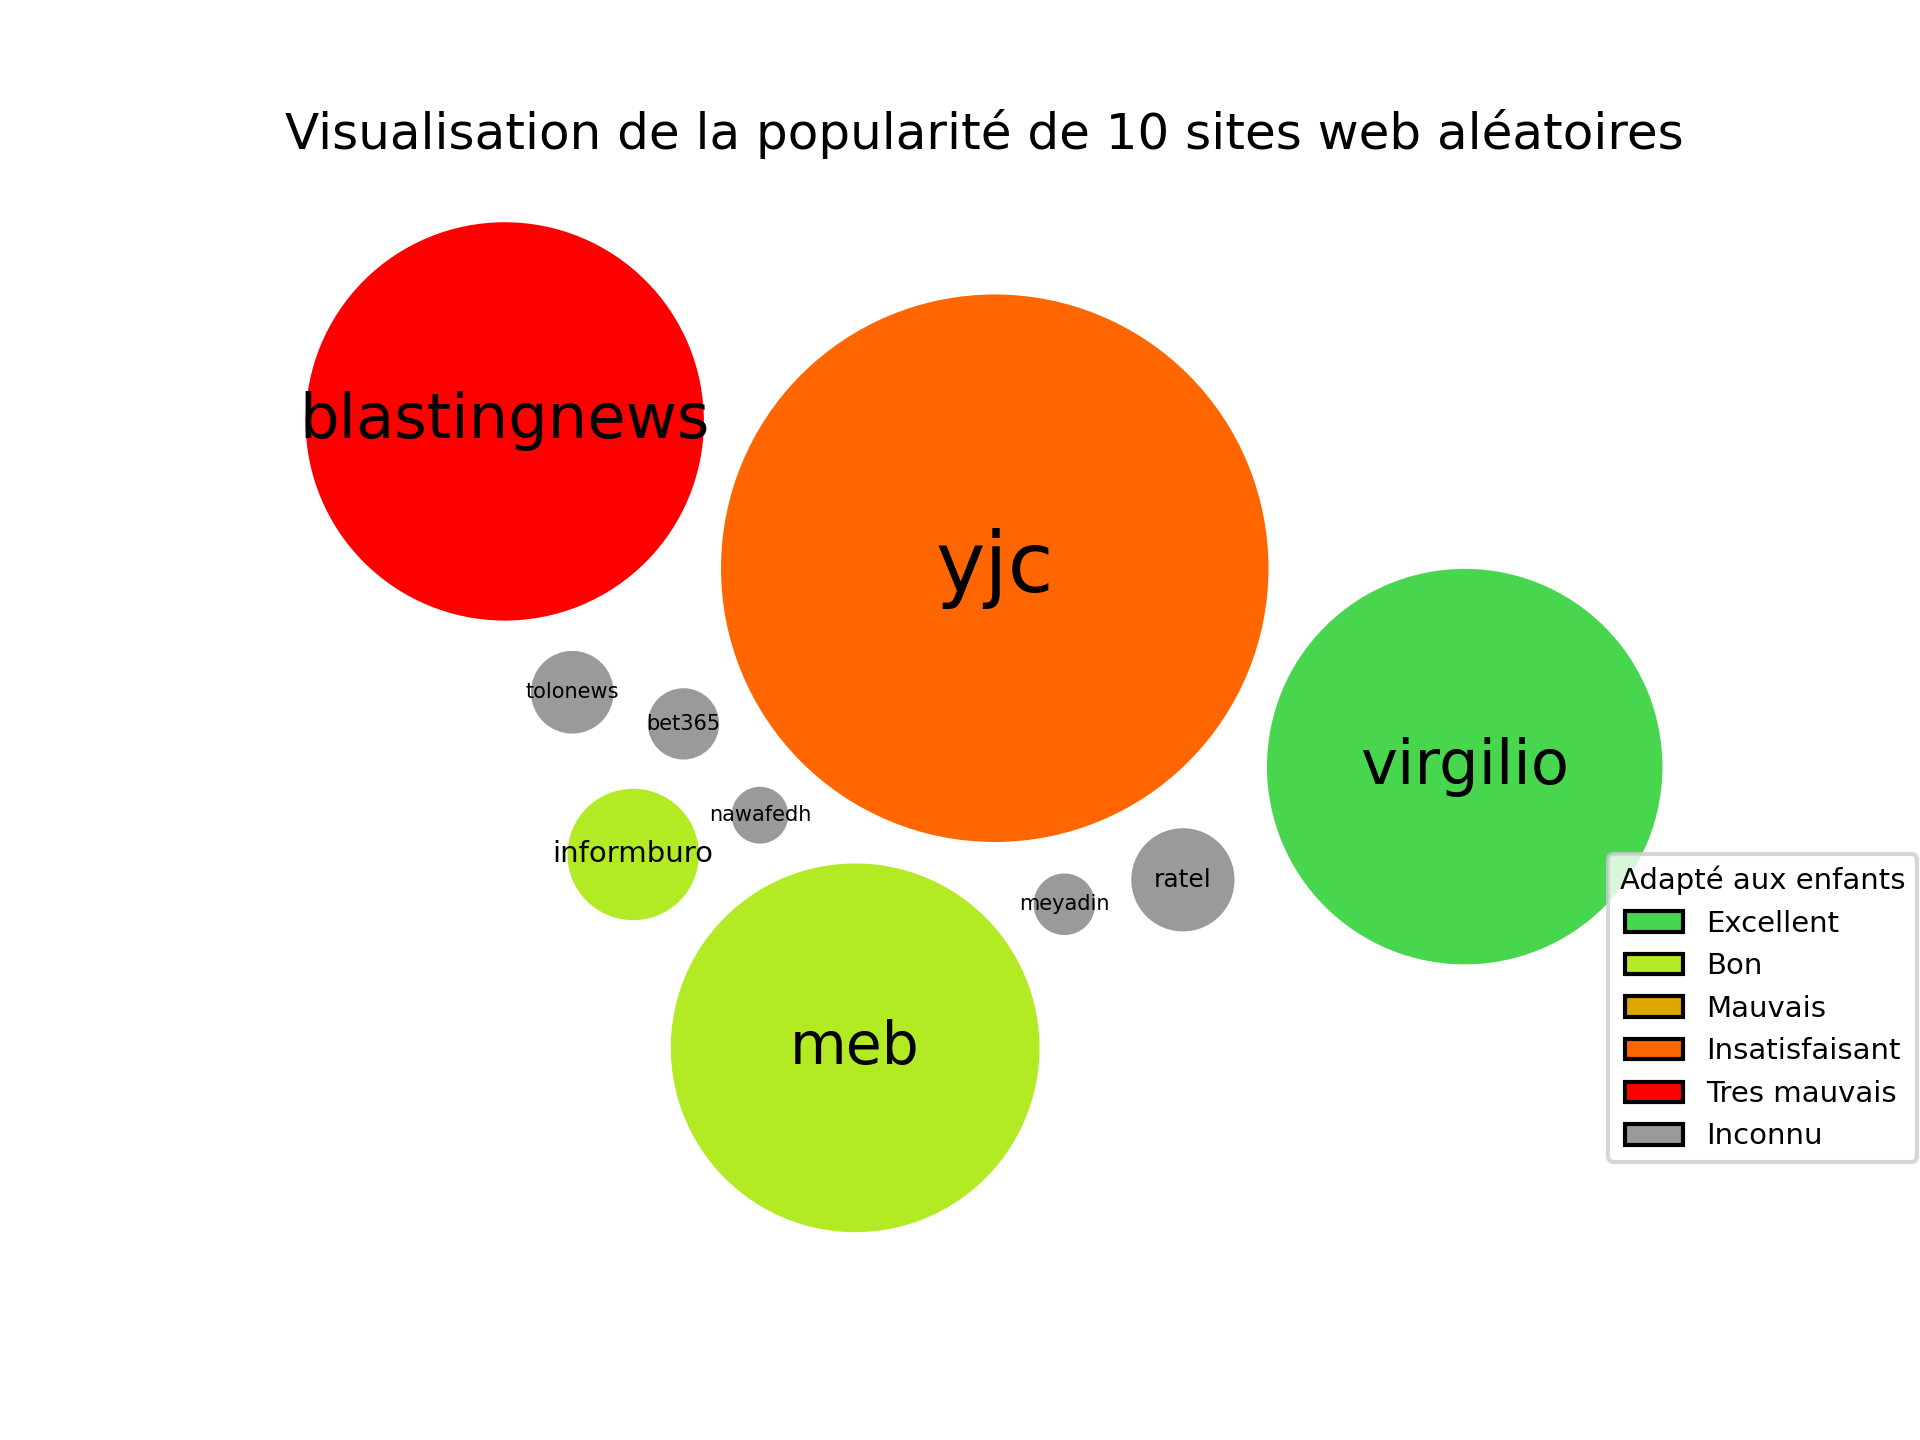 Visualisation de la popularité de 10 sites web aléatoires
blastingnews
yjc
virgilio
tolonews
bet365
nawafedh
informburo
meyadin
ratel
meb
Adapté aux enfants
Excellent
Bon
Mauvais
Insatisfaisant
Tres mauvais
Inconnu